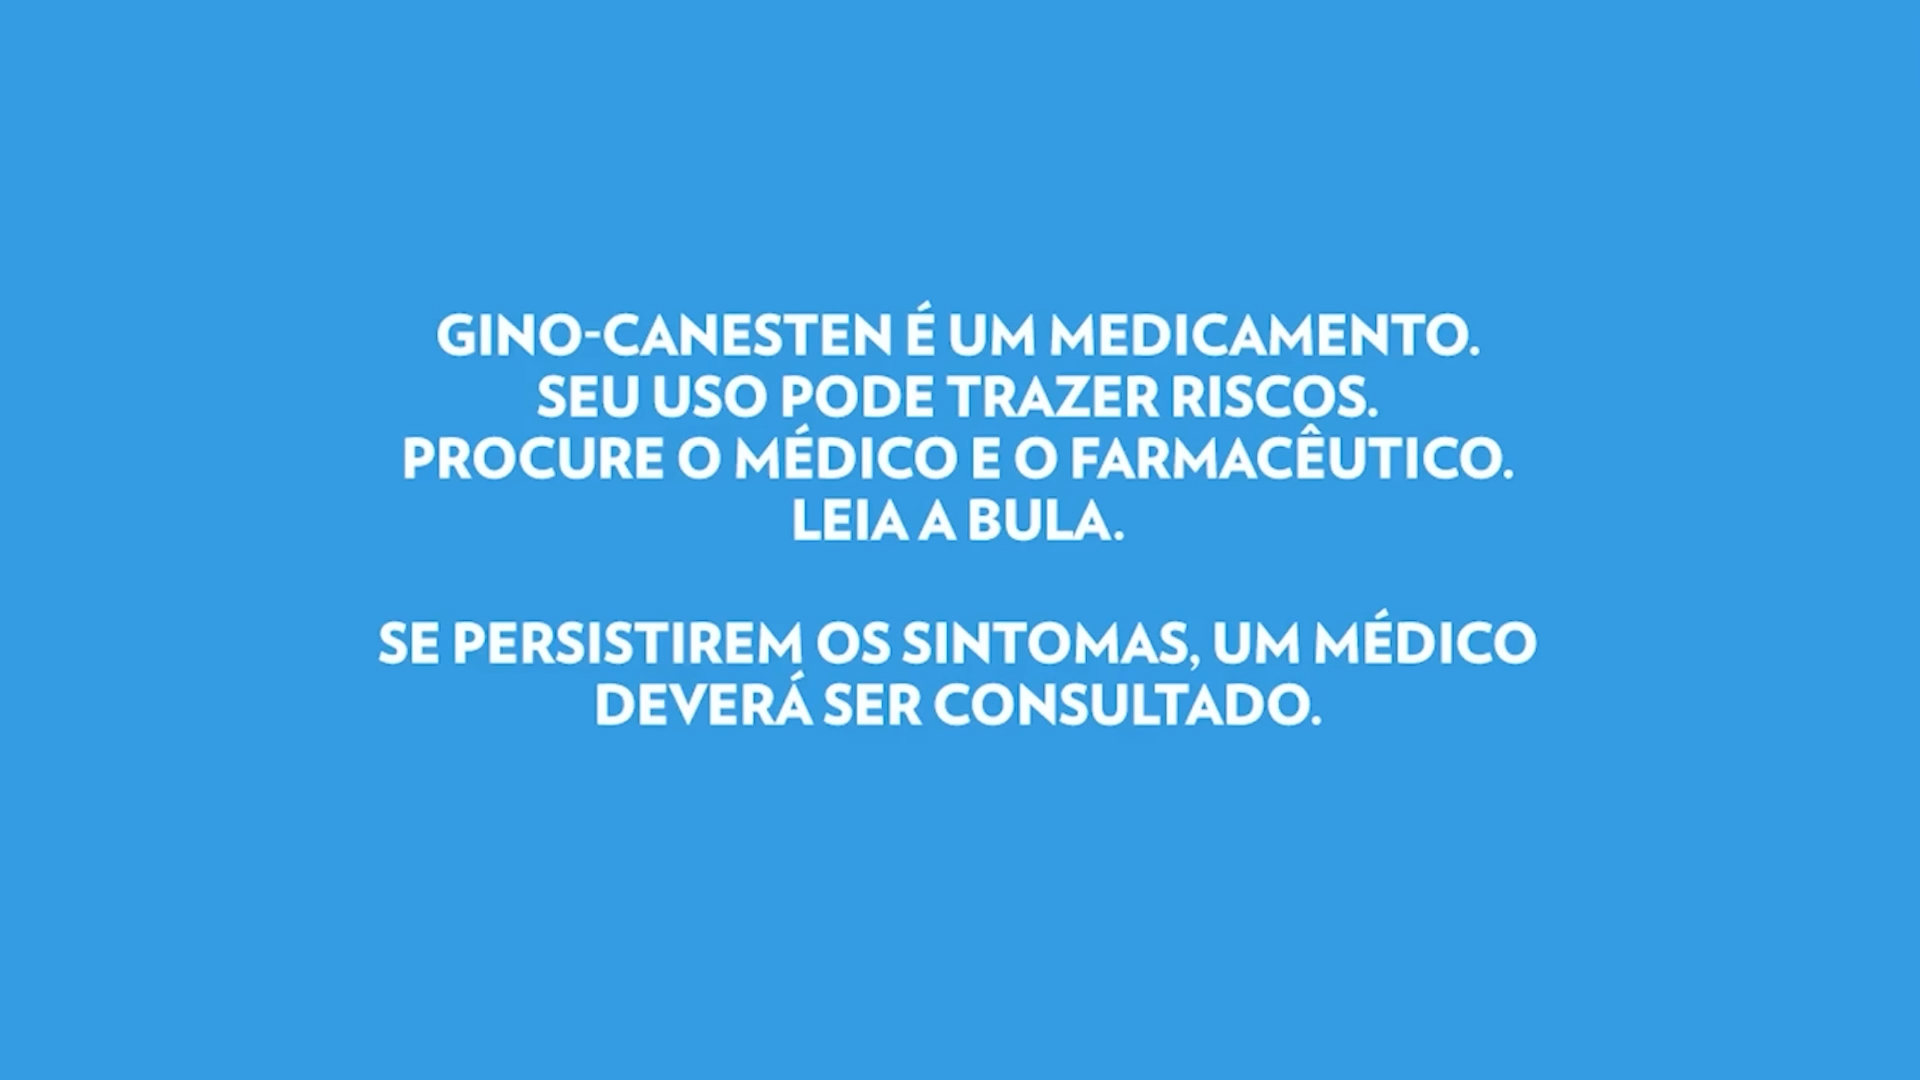 GINO-CANESTEN É UM MEDICAMENTO.
SEU USO PODE TRAZER RISCOS.
PROCURE O MÉDICO E O FARMACÊUTICO.
LEIA A BULA.
SE PERSISTIREM OS SINTOMAS, UM MÉDICO
DEVERÁ SER CONSULTADO.